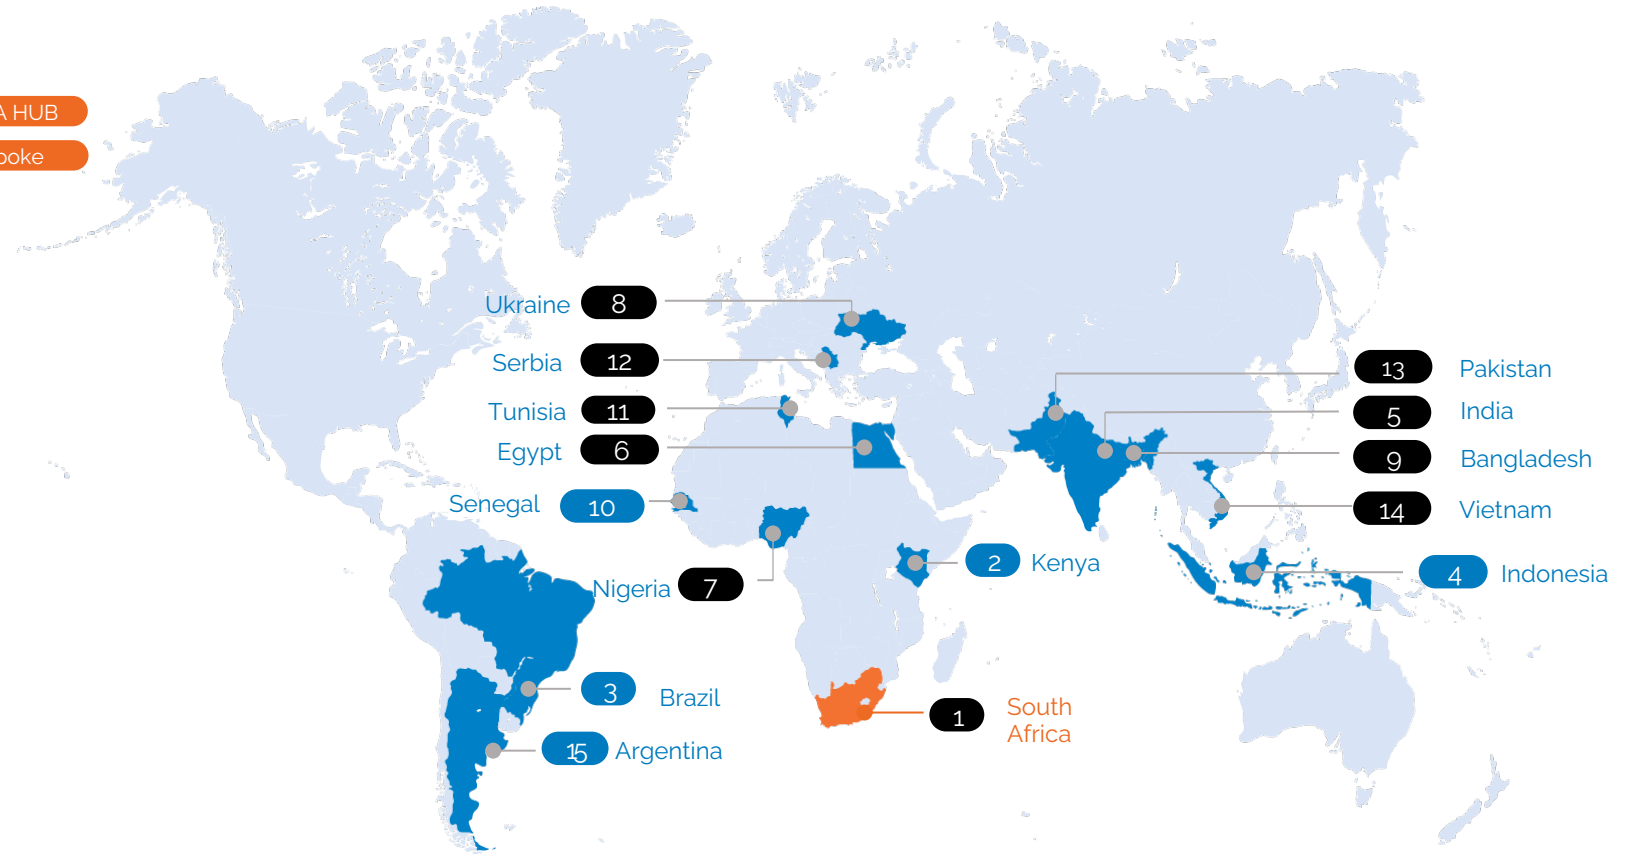 A HUB
poke
Ukraine 8
Serbia 12
Tunisia 11
Egypt 6
Senegal 10
Nigeria 7
3 Brazil
15 Argentina
2 Kenya
1 South
Africa
13 Pakistan
5 India
9 Bangladesh
14 Vietnam
4 Indonesia